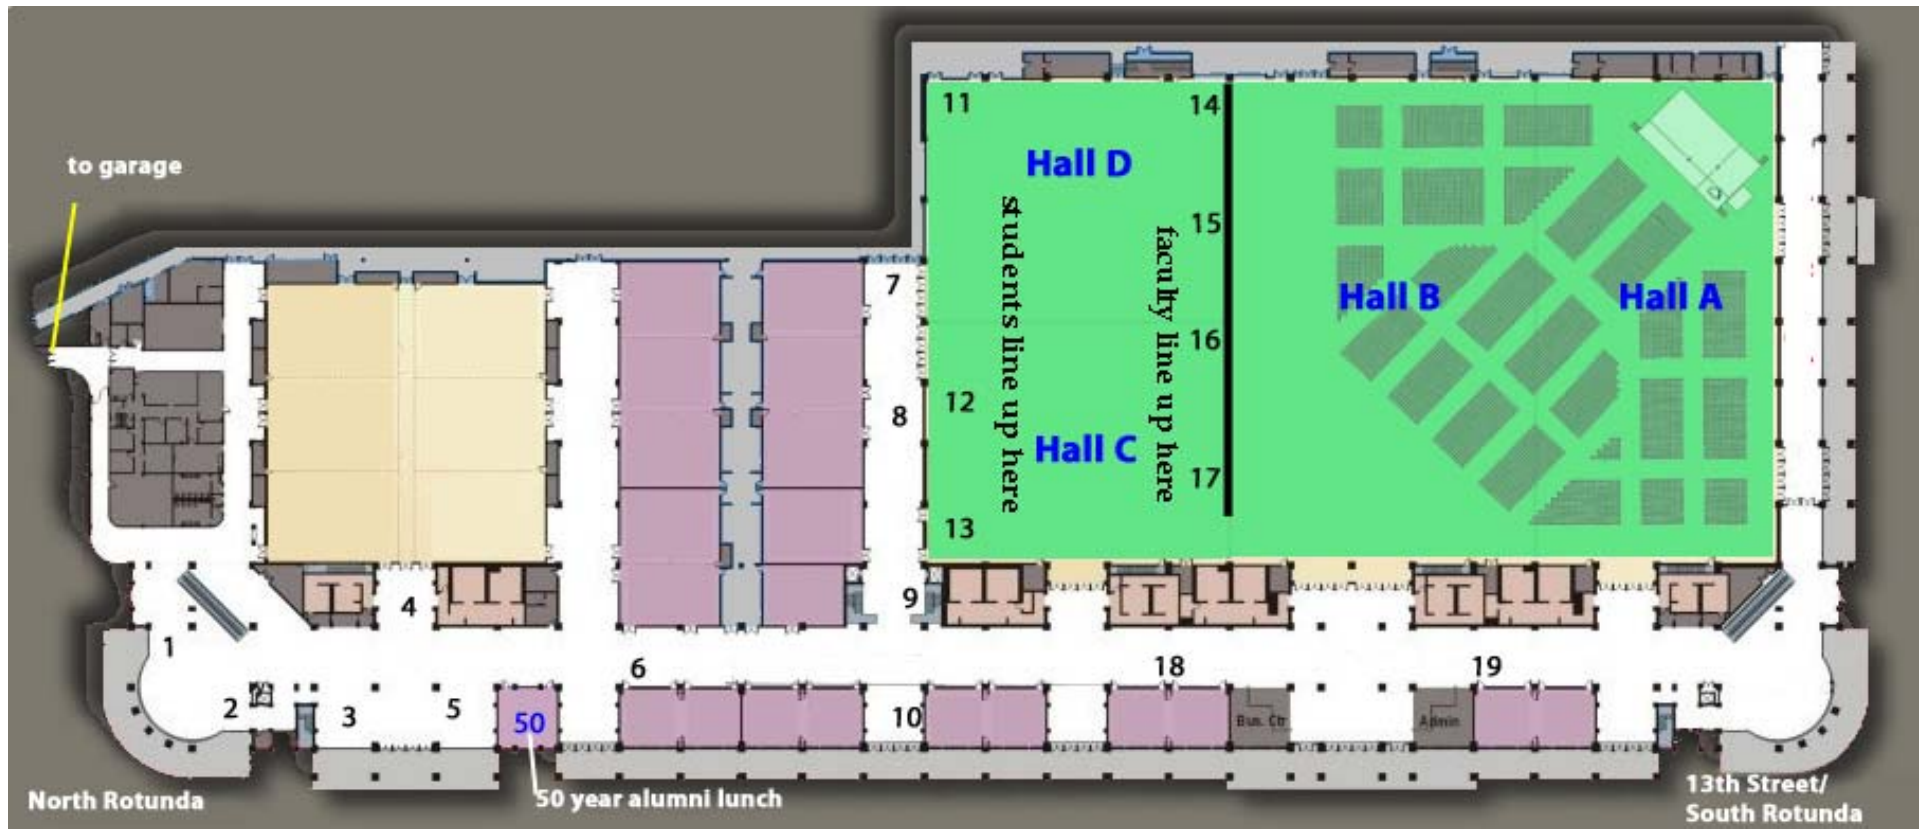 to garage
11
14
Hall D
students line up here
faculty line up here
15
7
Hall B
Hall A
16
12
8
Hall C
17
13
9
4
1
6
18
19
2
3
5
50
10
Bus. Ctr
Admin
North Rotunda
50 year alumni lunch
13th Street/
South Rotunda